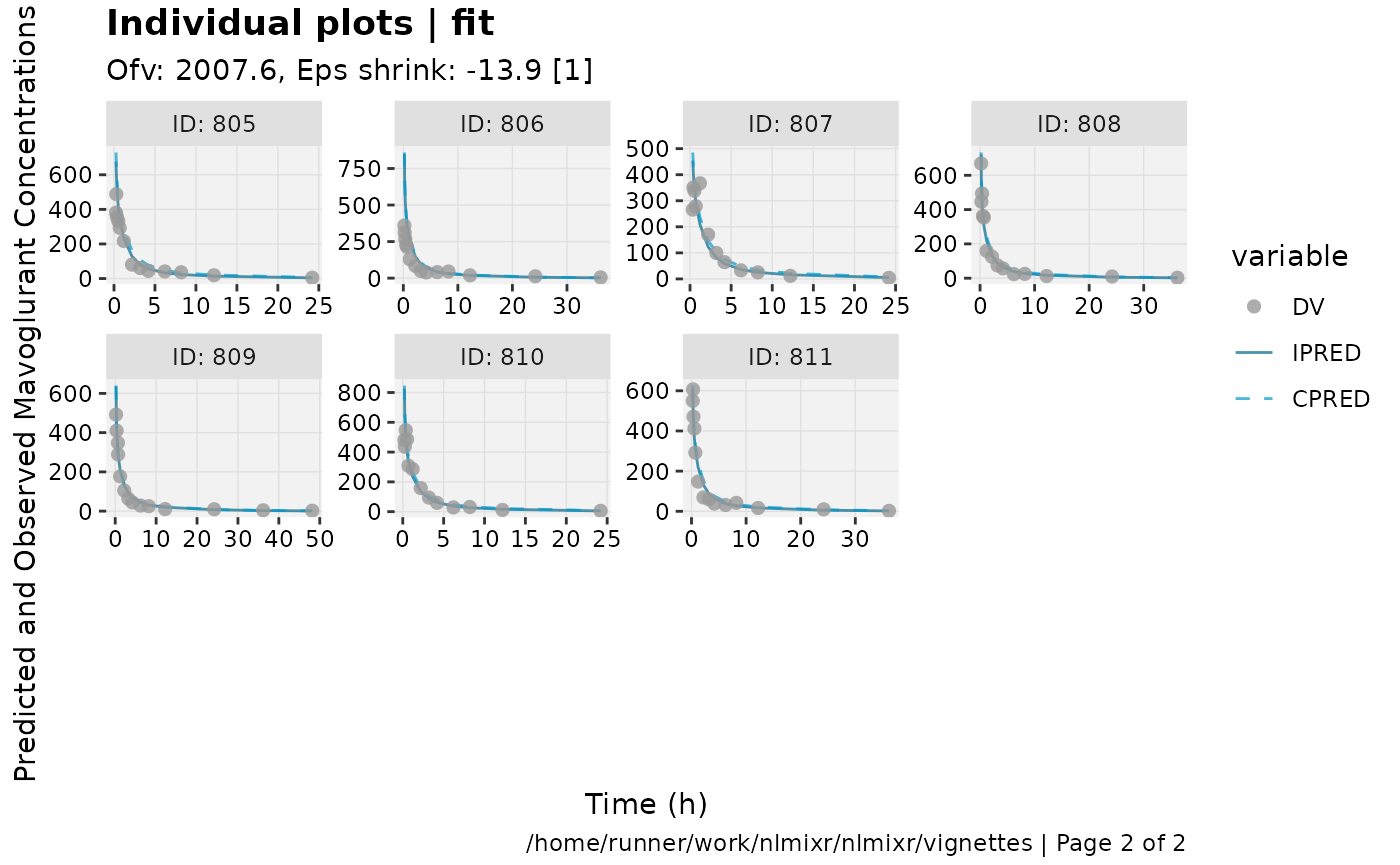 Individual plots | fit
Ofv: 2007.6, Eps shrink: -13.9 [1]
Predicted and Observed Mavoglurant Concentrations
ID: 805
600
400
200
0
0 5 10 15 20 25
ID: 806
750
500
250
0
0 10 20 30
ID: 807
500
400
300
200
100
0
0 5 10 15 20 25
ID: 808
600
400
200
0
0 10 20 30
ID: 809
600
400
200
0
0 10 20 30 40 50
ID: 810
800
600
400
200
0
0 5 10 15 20 25
ID: 811
600
400
200
0
0 10 20 30
variable
DV
IPRED
CPRED
Time (h)
/home/runner/work/nlmixr/nlmixr/vignettes | Page 2 of 2